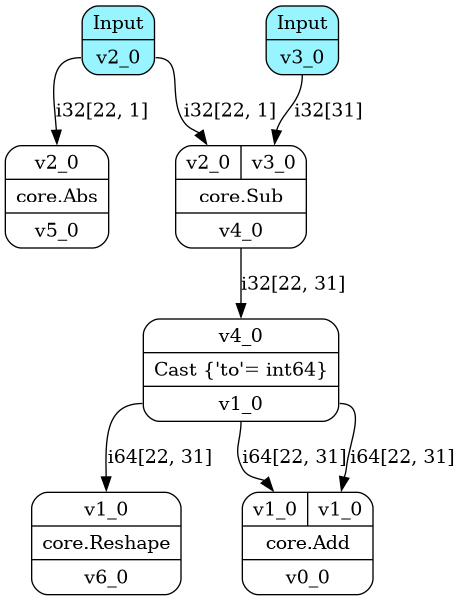 Input
v2_0
Input
v3_0
i32[22, 1]
i32[22, 1]
i32[31]
v2_0
core.Abs
v5_0
v2_0 v3_0
core.Sub
v4_0
i32[22, 31]
v4_0
Cast {'to'= int64}
v1_0
i64[22, 31]
i64[22, 31]
i64[22, 31]
v1_0
core.Reshape
v6_0
v1_0 v1_0
core.Add
v0_0